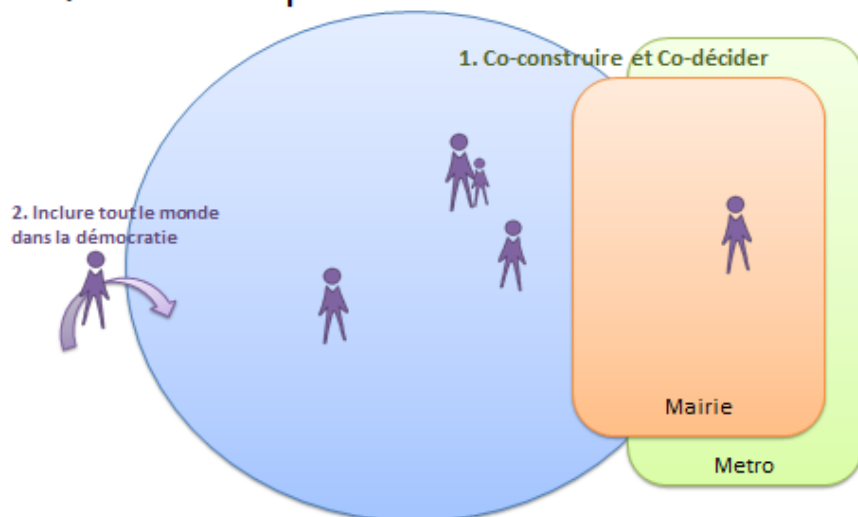 1. Co-construire et Co-décider
2. Inclure tout le monde
dans la démocratie
Mairie
Metro